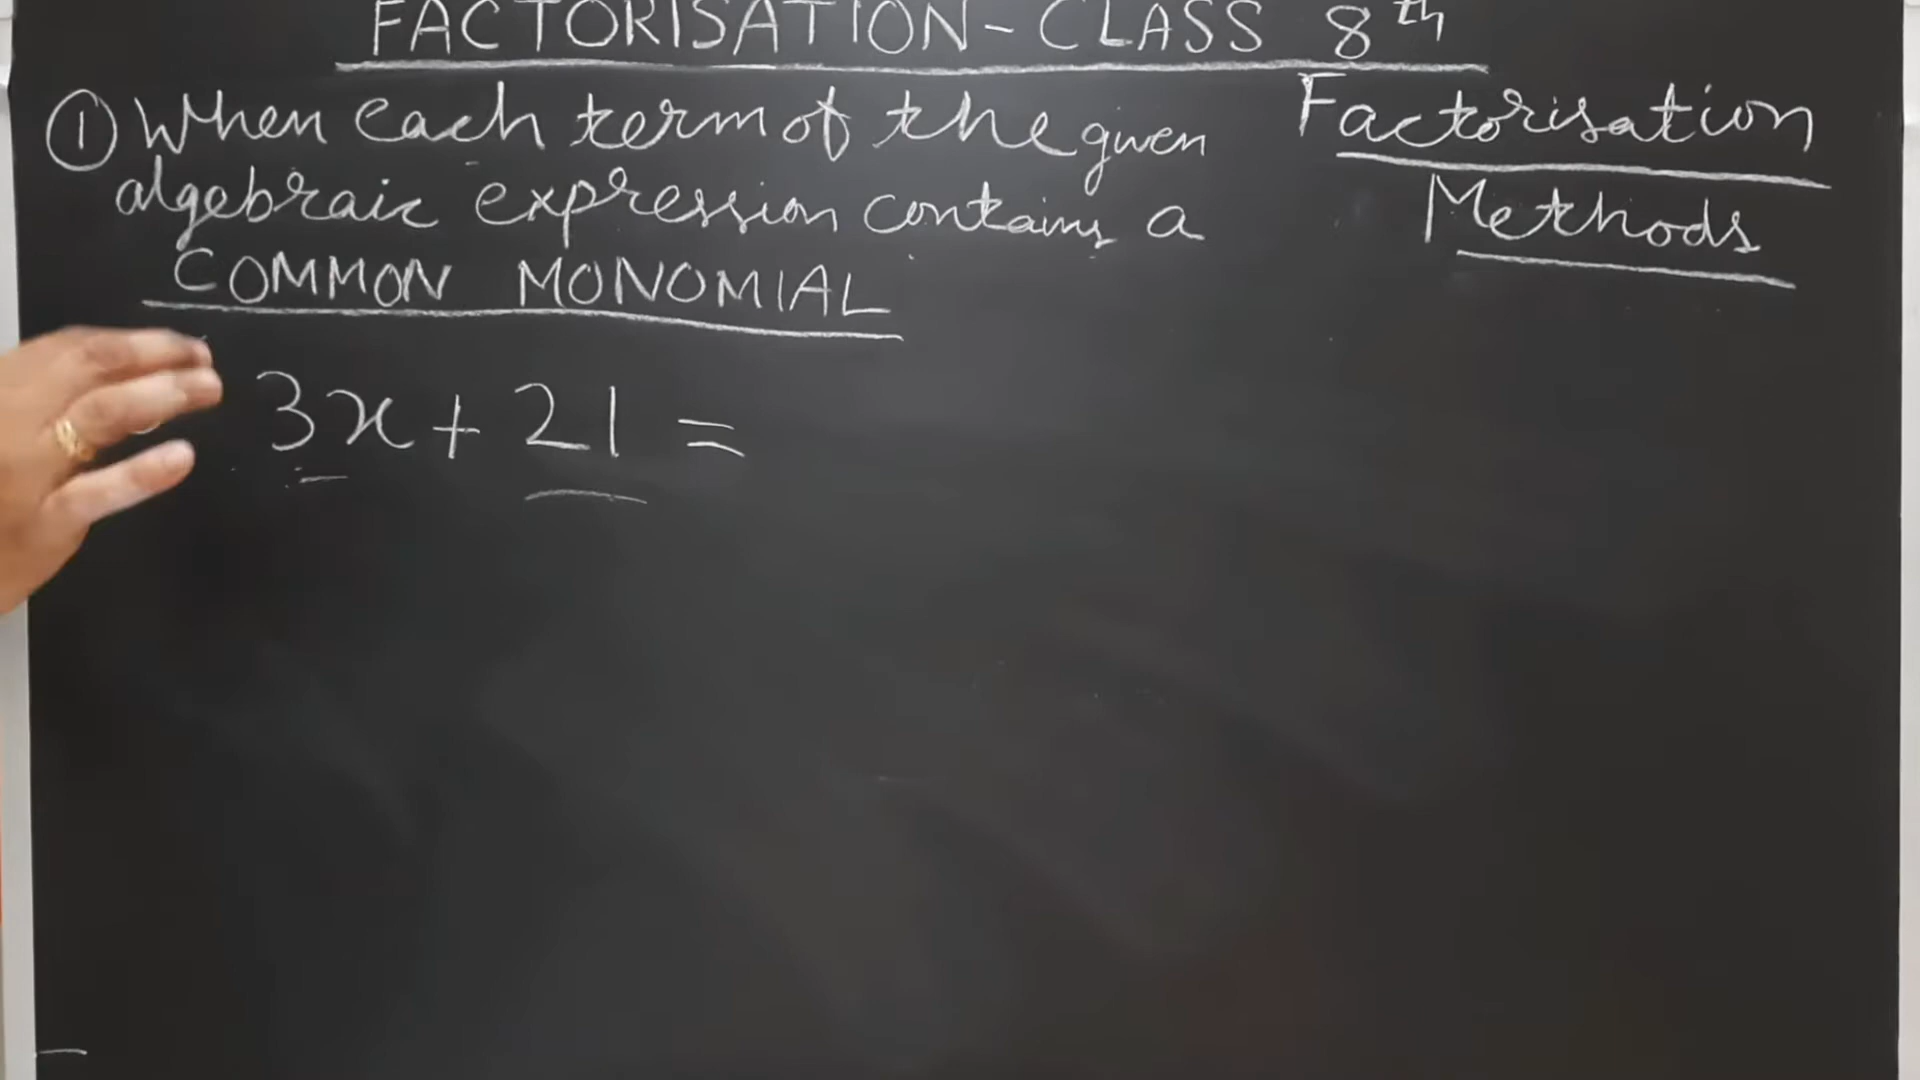 FACTORISATION - CLASS 8th
① When each term of the given
algebraic expression contains a
COMMON MONOMIAL
3x + 21 =
Factorisation
Methods